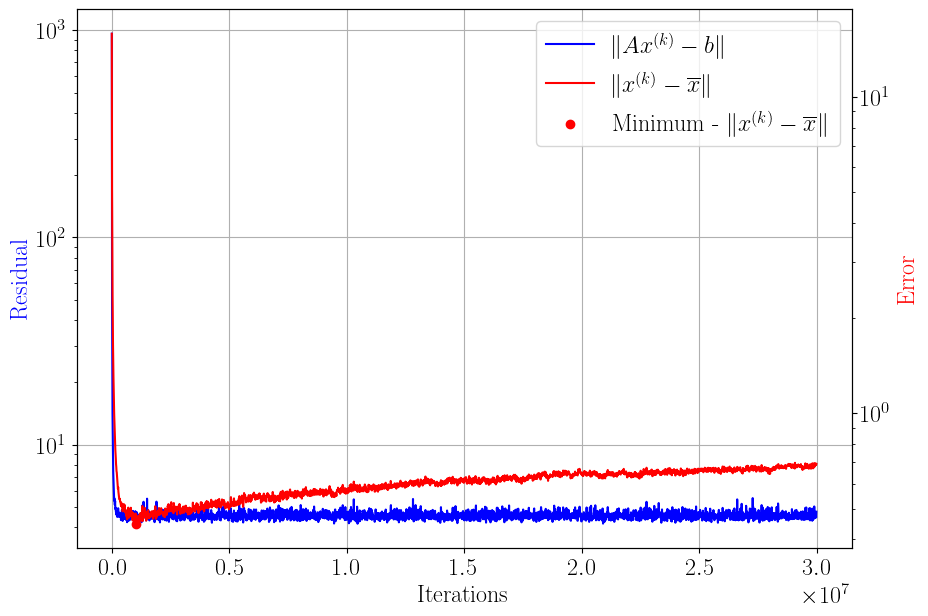 10³
10²
10¹
Residual
‖Ax⁽ᵏ⁾ − b‖
‖x⁽ᵏ⁾ − x̅‖
Minimum - ‖x⁽ᵏ⁾ − x̅‖
10¹
10⁰
Error
0.0 0.5 1.0 1.5 2.0 2.5 3.0
Iterations
×10⁷